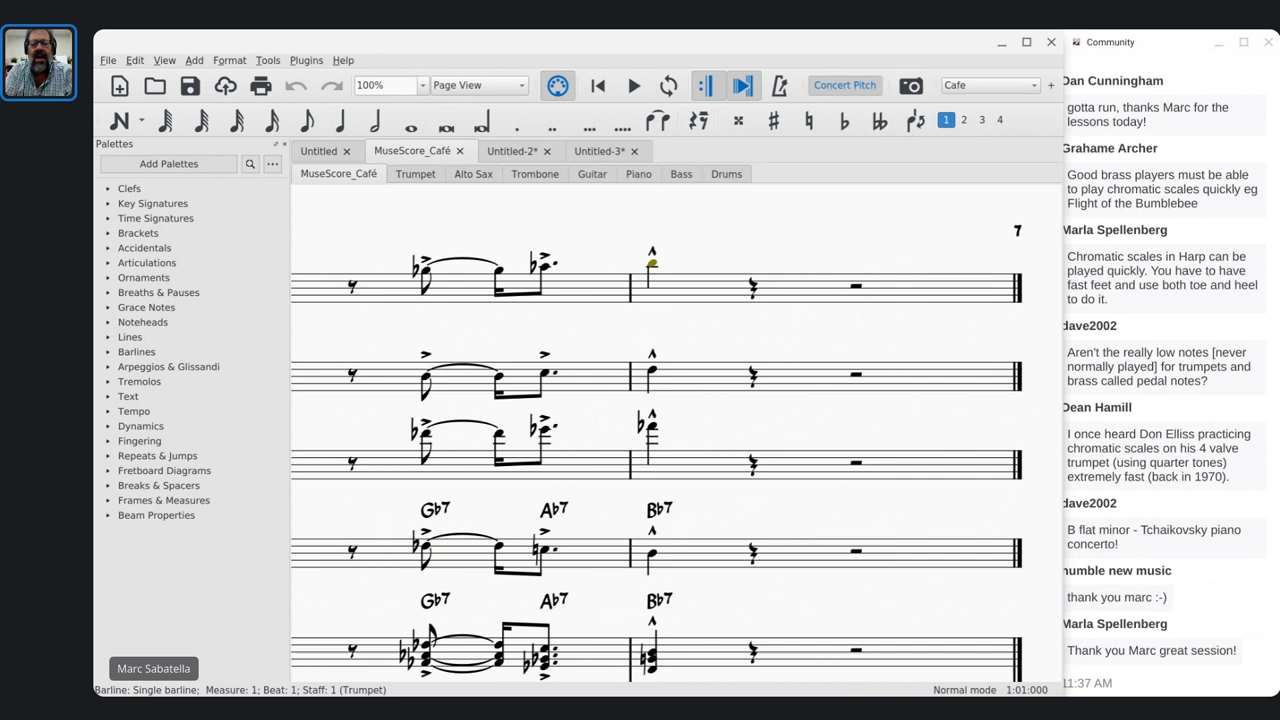 Community
File Edit View Add Format Tools Plugins Help
100% Page View Concert Pitch Cafe +
1 2 3 4
Palettes
Untitled MuseScore_Café Untitled-2* Untitled-3*
Add Palettes
MuseScore_Café Trumpet Alto Sax Trombone Guitar Piano Bass Drums
Clefs
Key Signatures
Time Signatures
Brackets
Accidentals
Articulations
Ornaments
Breaths & Pauses
Grace Notes
Noteheads
Lines
Barlines
Arpeggios & Glissandi
Tremolos
Text
Tempo
Dynamics
Fingering
Repeats & Jumps
Fretboard Diagrams
Breaks & Spacers
Frames & Measures
Beam Properties
7
G♭7 A♭7 B♭7
G♭7 A♭7 B♭7
Marc Sabatella
Barline: Single barline; Measure: 1; Beat: 1; Staff: 1 (Trumpet)
Normal mode 1:01:000
Dan Cunningham
gotta run, thanks Marc for the
lessons today!
Grahame Archer
Good brass players must be able
to play chromatic scales quickly eg
Flight of the Bumblebee
Marla Spellenberg
Chromatic scales in Harp can be
played quickly. You have to have
fast feet and use both toe and heel
to do it.
dave2002
Aren't the really low notes [never
normally played] for trumpets and
brass called pedal notes?
Dean Hamill
I once heard Don Elliss practicing
chromatic scales on his 4 valve
trumpet (using quarter tones)
extremely fast (back in 1970).
dave2002
B flat minor - Tchaikovsky piano
concerto!
humble new music
thank you marc :-)
Marla Spellenberg
Thank you Marc great session!
11:37 AM